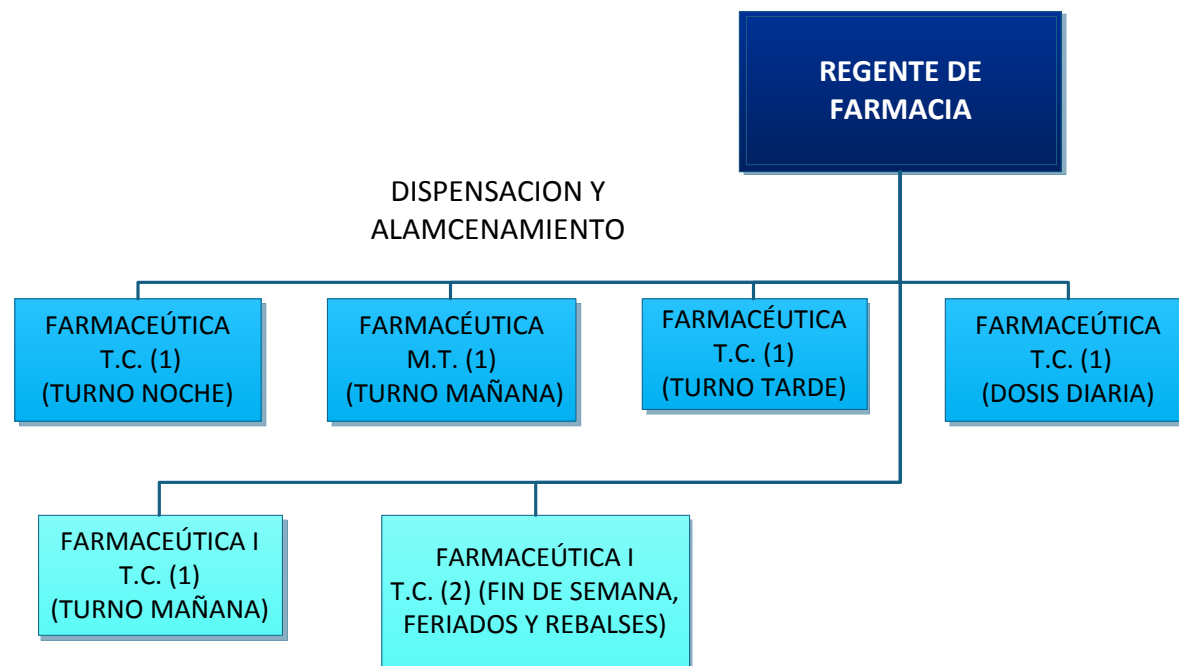 REGENTE DE
FARMACIA
DISPENSACION Y
ALAMCENAMIENTO
FARMACEÚTICA
T.C. (1)
(TURNO NOCHE)
FARMACÉUTICA
M.T. (1)
(TURNO MAÑANA)
FARMACÉUTICA
T.C. (1)
(TURNO TARDE)
FARMACEÚTICA
T.C. (1)
(DOSIS DIARIA)
FARMACEÚTICA I
T.C. (1)
(TURNO MAÑANA)
FARMACEÚTICA I
T.C. (2) (FIN DE SEMANA,
FERIADOS Y REBALSES)